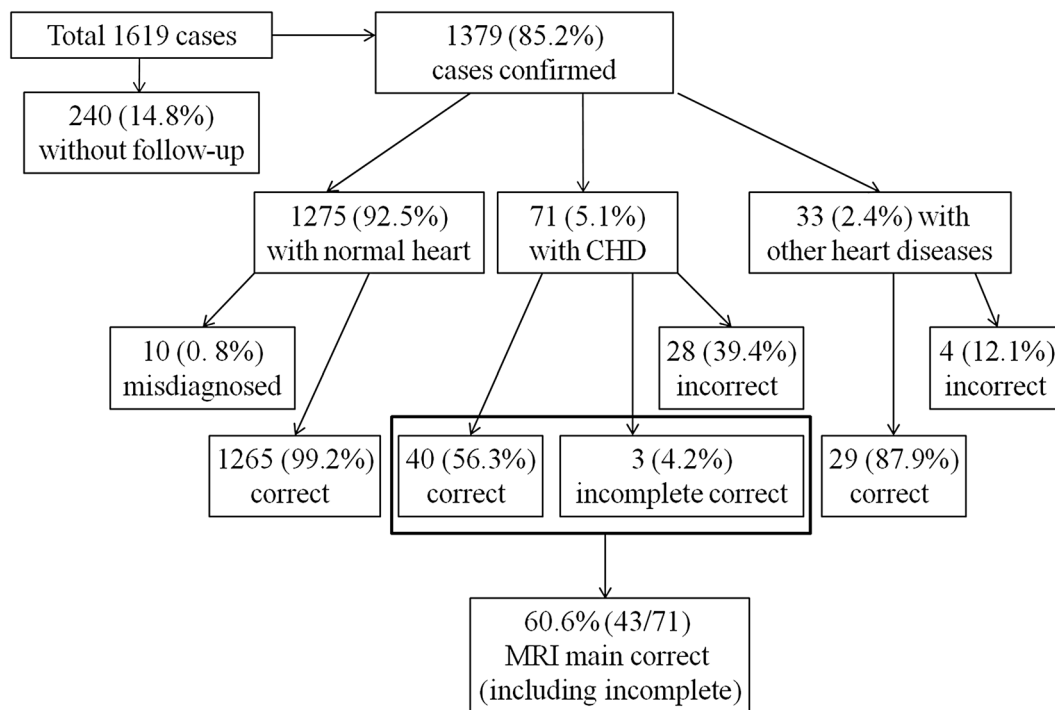 Total 1619 cases
1379 (85.2%)
cases confirmed
240 (14.8%)
without follow-up
1275 (92.5%)
with normal heart
71 (5.1%)
with CHD
33 (2.4%) with
other heart diseases
10 (0. 8%)
misdiagnosed
28 (39.4%)
incorrect
4 (12.1%)
incorrect
1265 (99.2%)
correct
40 (56.3%)
correct
3 (4.2%)
incomplete correct
29 (87.9%)
correct
60.6% (43/71)
MRI main correct
(including incomplete)